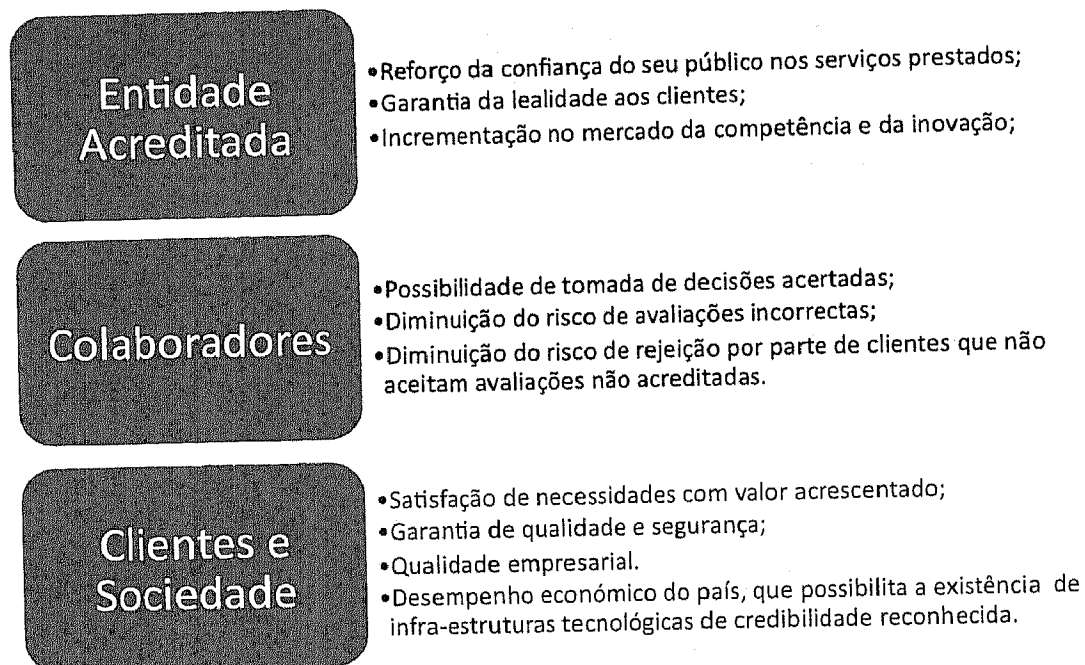 Entidade
Acreditada
•Reforço da confiança do seu público nos serviços prestados;
•Garantia da lealidade aos clientes;
•Incrementação no mercado da competência e da inovação;
Colaboradores
•Possibilidade de tomada de decisões acertadas;
•Diminuição do risco de avaliações incorrectas;
•Diminuição do risco de rejeição por parte de clientes que não
aceitam avaliações não acreditadas.
Clientes e
Sociedade
•Satisfação de necessidades com valor acrescentado;
•Garantia de qualidade e segurança;
•Qualidade empresarial.
•Desempenho económico do país, que possibilita a existência de
infra-estruturas tecnológicas de credibilidade reconhecida.